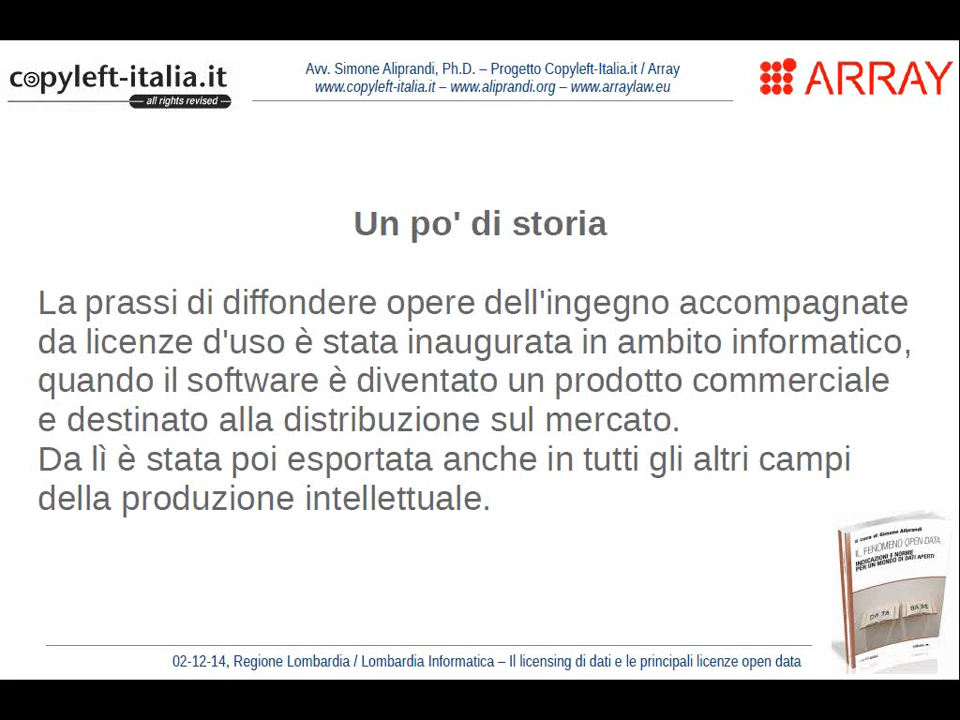 copyleft-italia.it
all rights revised
Avv. Simone Aliprandi, Ph.D. – Progetto Copyleft-Italia.it / Array
www.copyleft-italia.it – www.aliprandi.org – www.arraylaw.eu
ARRAY
Un po' di storia
La prassi di diffondere opere dell'ingegno accompagnate
da licenze d'uso è stata inaugurata in ambito informatico,
quando il software è diventato un prodotto commerciale
e destinato alla distribuzione sul mercato.
Da lì è stata poi esportata anche in tutti gli altri campi
della produzione intellettuale.
a cura di Simone Aliprandi
IL FENOMENO OPEN DATA
INDICAZIONI E NORME
PER UN MONDO DI DATI APERTI
DATA BASE
02-12-14, Regione Lombardia / Lombardia Informatica – Il licensing di dati e le principali licenze open data